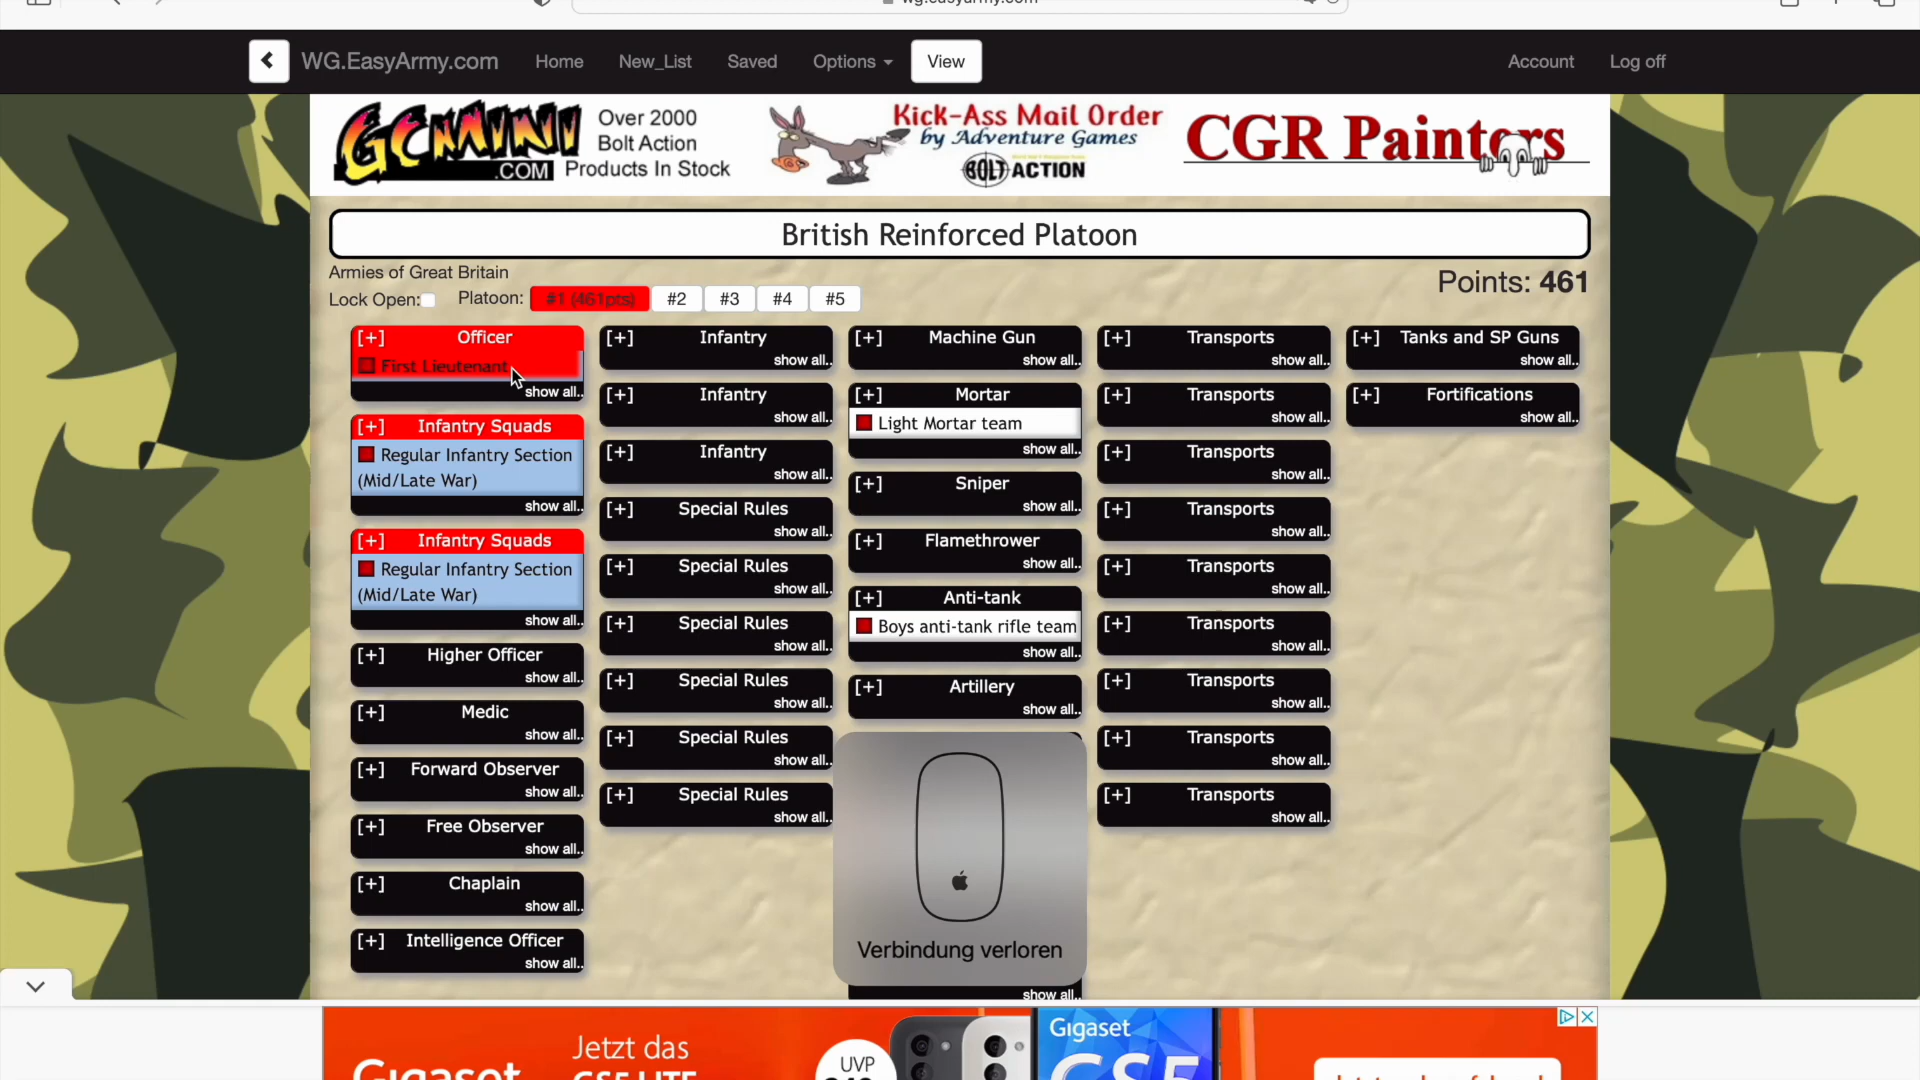 wg.easyarmy.com
WG.EasyArmy.com Home New_List Saved Options View Account Log off
GCMINI
.COM
Over 2000
Bolt Action
Products In Stock
Kick-Ass Mail Order
by Adventure Games
BOLT ACTION
CGR Painters
British Reinforced Platoon
Armies of Great Britain
Points: 461
Lock Open: Platoon: #1 (461pts) #2 #3 #4 #5
[+] Officer
First Lieutenant
show all..
[+] Infantry Squads
Regular Infantry Section
(Mid/Late War)
show all..
[+] Infantry Squads
Regular Infantry Section
(Mid/Late War)
show all..
[+] Higher Officer
show all..
[+] Medic
show all..
[+] Forward Observer
show all..
[+] Free Observer
show all..
[+] Chaplain
show all..
[+] Intelligence Officer
show all..
[+] Infantry
show all..
[+] Infantry
show all..
[+] Infantry
show all..
[+] Special Rules
show all..
[+] Special Rules
show all..
[+] Special Rules
show all..
[+] Special Rules
show all..
[+] Special Rules
show all..
[+] Special Rules
show all..
[+] Machine Gun
show all..
[+] Mortar
Light Mortar team
show all..
[+] Sniper
show all..
[+] Flamethrower
show all..
[+] Anti-tank
Boys anti-tank rifle team
show all..
[+] Artillery
show all..
Verbindung verloren
show all..
[+] Transports
show all..
[+] Transports
show all..
[+] Transports
show all..
[+] Transports
show all..
[+] Transports
show all..
[+] Transports
show all..
[+] Transports
show all..
[+] Transports
show all..
[+] Transports
show all..
[+] Tanks and SP Guns
show all..
[+] Fortifications
show all..
Gigaset
Jetzt das
UVP
Gigaset